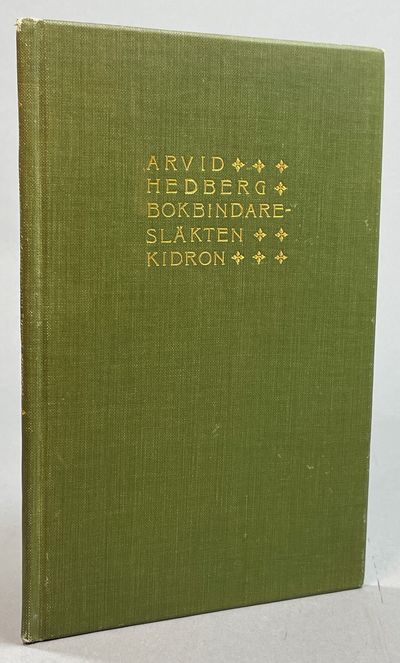 ARVID
HEDBERG
BOKBINDARE-
SLÄKTEN
KIDRON